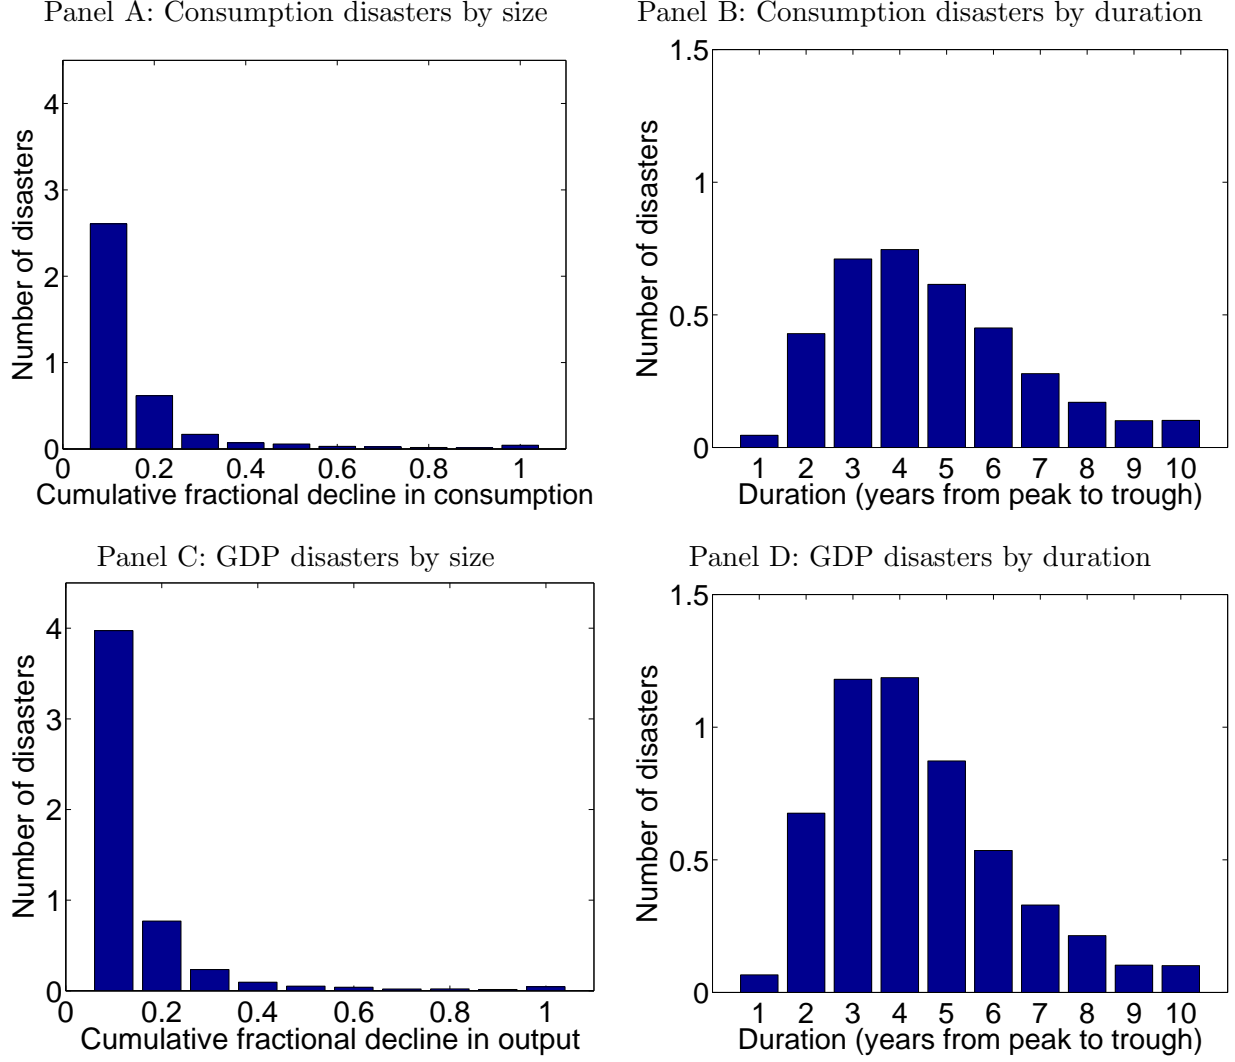 Panel A: Consumption disasters by size
4
3
2
1
0
Number of disasters
0 0.2 0.4 0.6 0.8 1
Cumulative fractional decline in consumption
Panel B: Consumption disasters by duration
1.5
1
0.5
0
Number of disasters
1 2 3 4 5 6 7 8 9 10
Duration (years from peak to trough)
Panel C: GDP disasters by size
4
3
2
1
0
Number of disasters
0 0.2 0.4 0.6 0.8 1
Cumulative fractional decline in output
Panel D: GDP disasters by duration
1.5
1
0.5
0
Number of disasters
1 2 3 4 5 6 7 8 9 10
Duration (years from peak to trough)